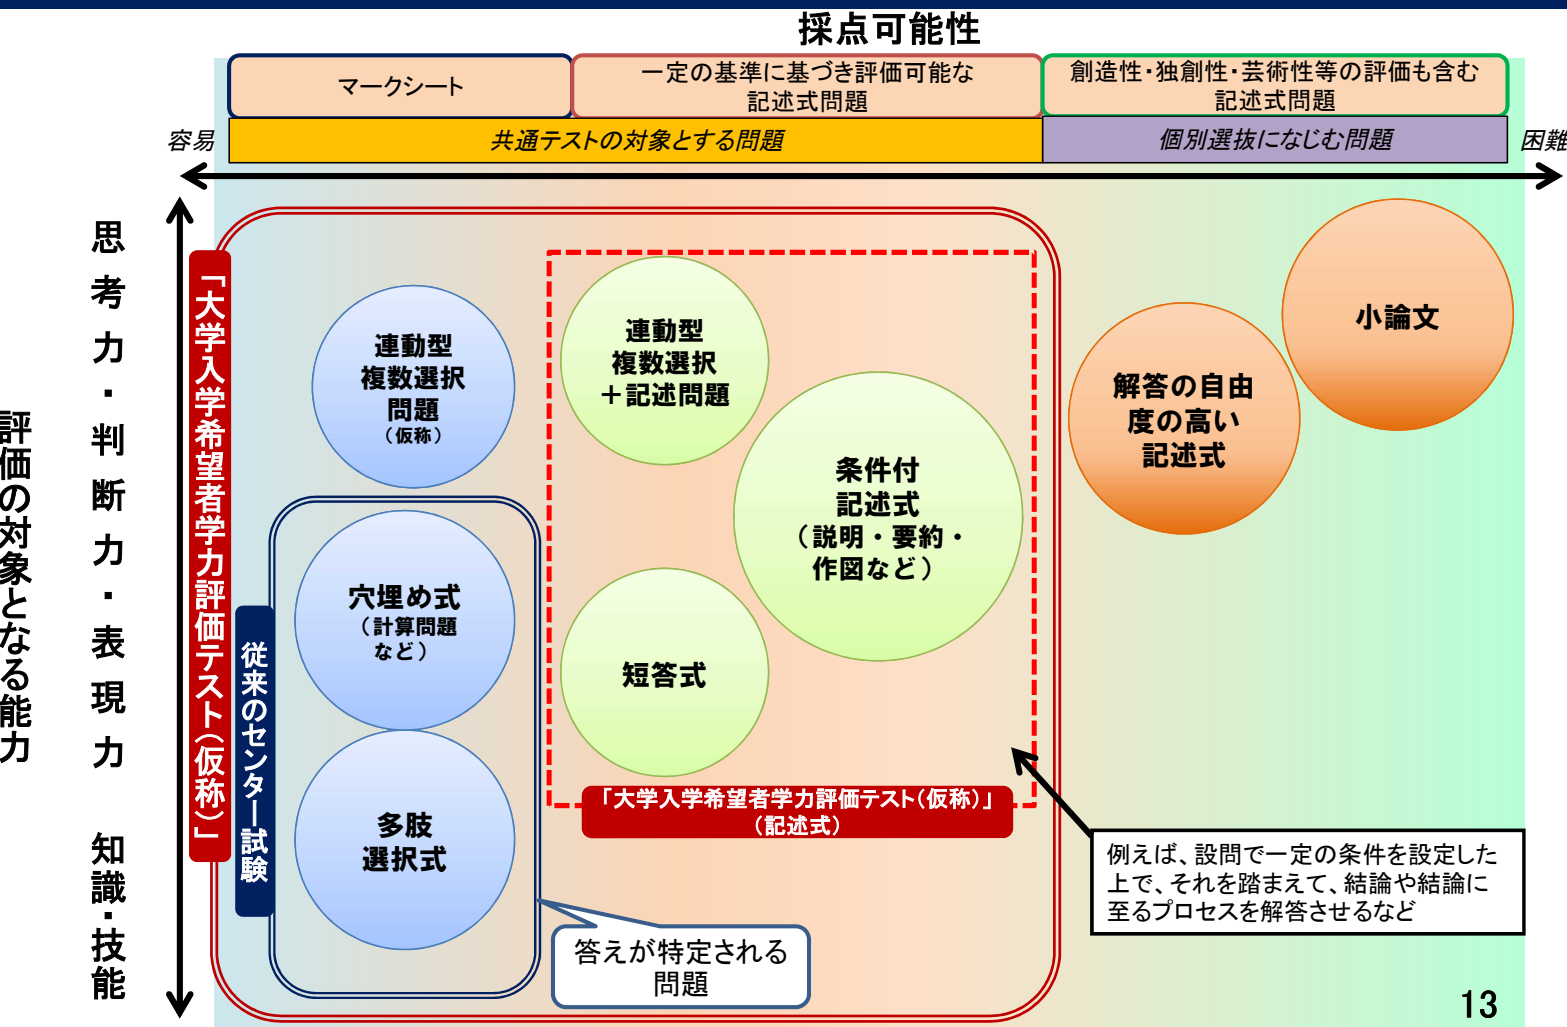 採点可能性
マークシート
一定の基準に基づき評価可能な
記述式問題
創造性・独創性・芸術性等の評価も含む
記述式問題
容易
共通テストの対象とする問題
個別選抜になじむ問題
困難
評価の対象となる能力
思考力・判断力・表現力
知識・技能
「大学入学希望者学力評価テスト(仮称)」
従来のセンター試験
連動型
複数選択
問題
(仮称)
穴埋め式
(計算問題
など)
多肢
選択式
連動型
複数選択
+記述問題
条件付
記述式
(説明・要約・
作図など)
短答式
「大学入学希望者学力評価テスト(仮称)」
(記述式)
解答の自由
度の高い
記述式
小論文
例えば、設問で一定の条件を設定した
上で、それを踏まえて、結論や結論に
至るプロセスを解答させるなど
答えが特定される
問題
13